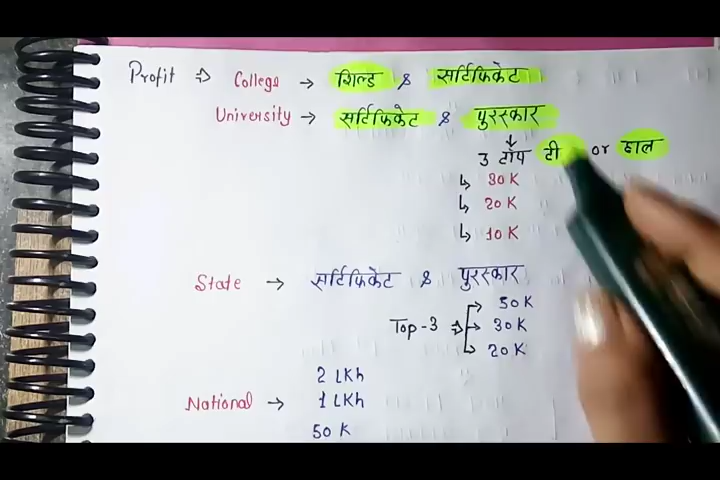 Profit ⇒ College → शिल्ड & सर्टिफिकेट
University → सर्टिफिकेट & पुरस्कार
↓
3 टॉप टी or ढाल
↳ 30 K
↳ 20 K
↳ 10 K
State → सर्टिफिकेट & पुरस्कार
Top-3 ⇒ → 50 K
→ 30 K
→ 20 K
2 LKh
National → 1 LKh
50 K